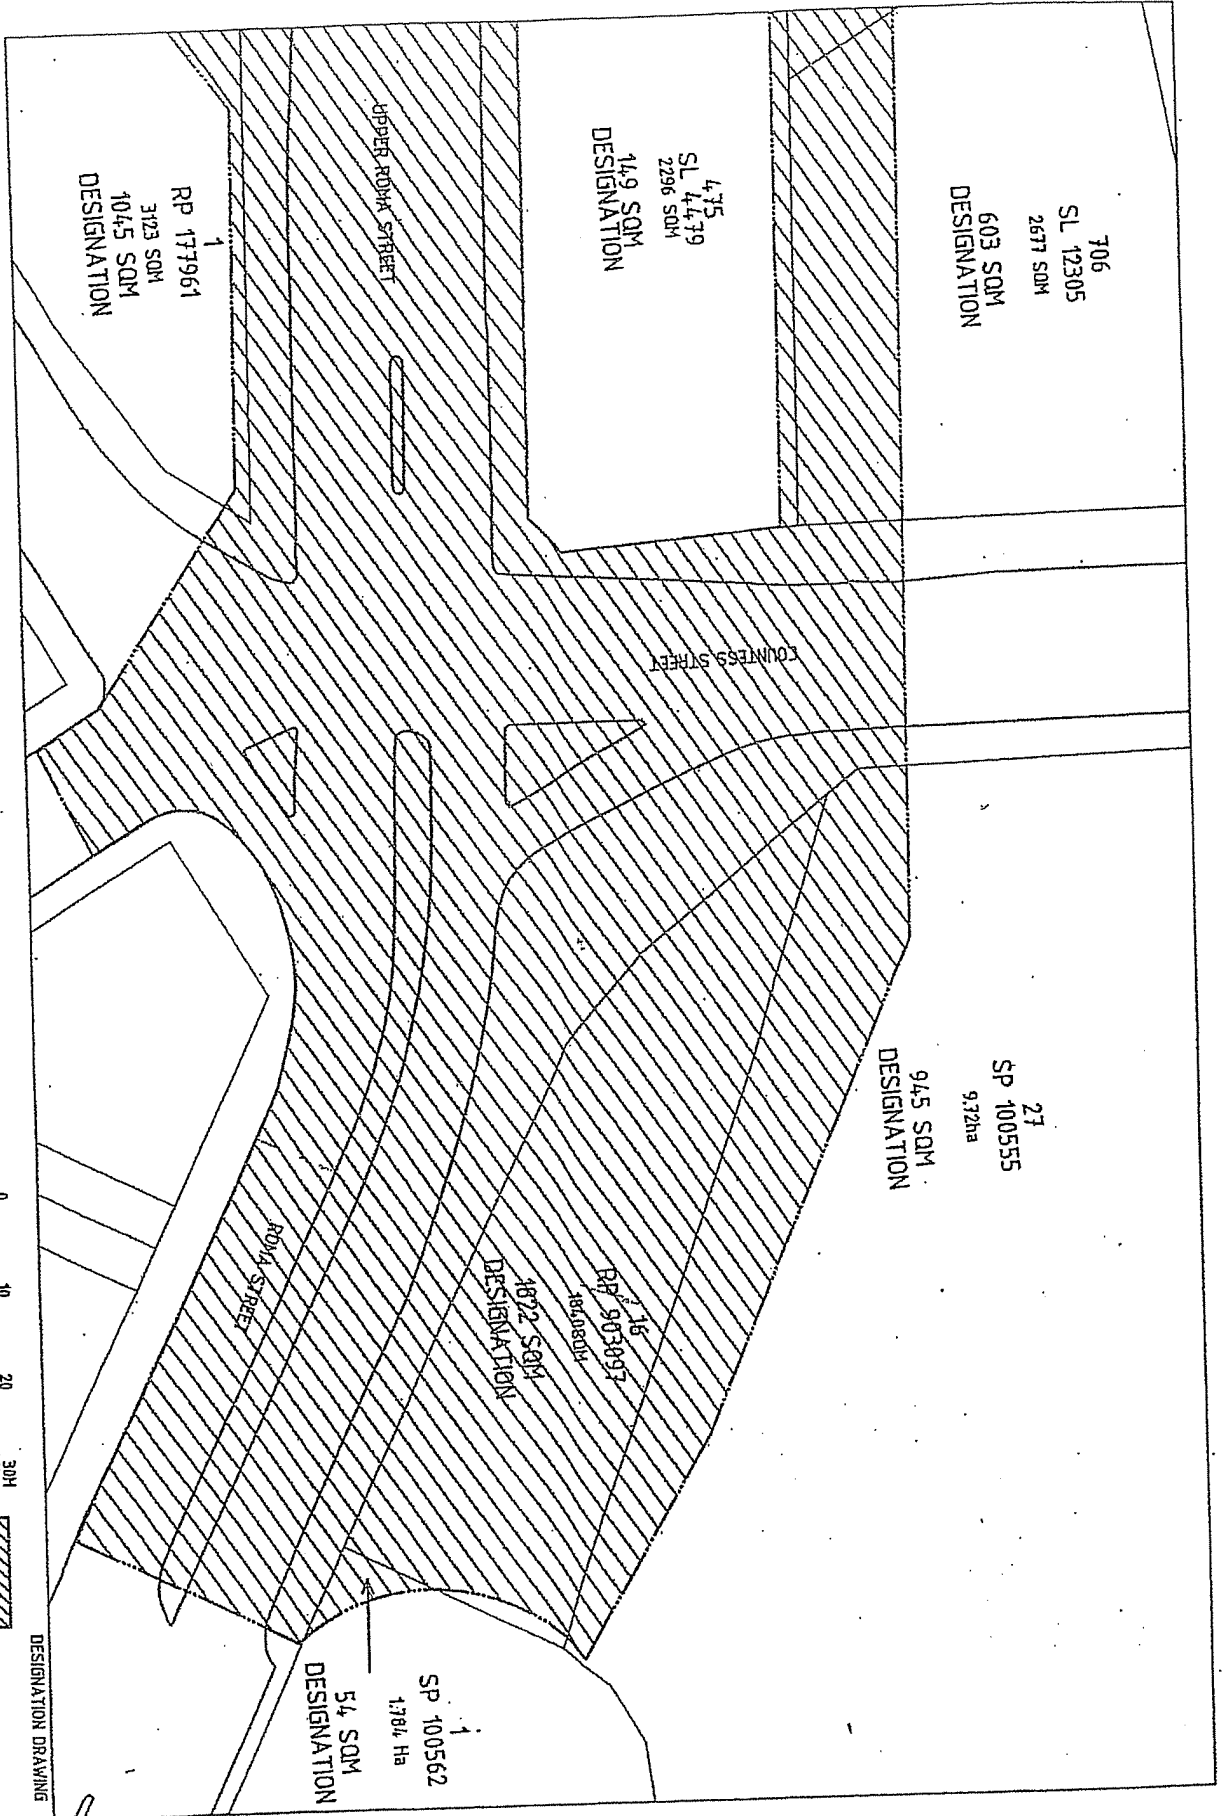 706
SL 12305
2677 SQM
603 SQM
DESIGNATION
475
SL 4479
2296 SQM
149 SQM
DESIGNATION
UPPER ROMA STREET
1
RP 177961
3123 SQM
1045 SQM
DESIGNATION
COUNTESS STREET
27
SP 100555
9.72ha
945 SQM
DESIGNATION
16
RP 903097
1822 SQM
DESIGNATION
ROMA STREET
1
SP 100562
1.784 Ha
54 SQM
DESIGNATION
0 10 20 30M
DESIGNATION DRAWING